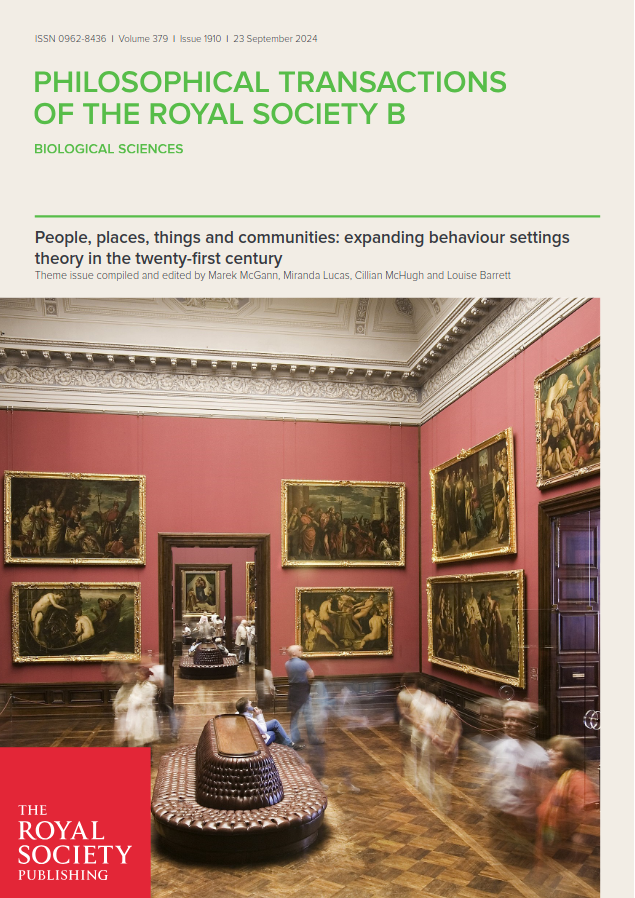 ISSN 0962-8436 I Volume 379 I Issue 1910 I 23 September 2024
PHILOSOPHICAL TRANSACTIONS
OF THE ROYAL SOCIETY B
BIOLOGICAL SCIENCES
People, places, things and communities: expanding behaviour settings
theory in the twenty-first century
Theme issue compiled and edited by Marek McGann, Miranda Lucas, Cillian McHugh and Louise Barrett
THE
ROYAL
SOCIETY
PUBLISHING